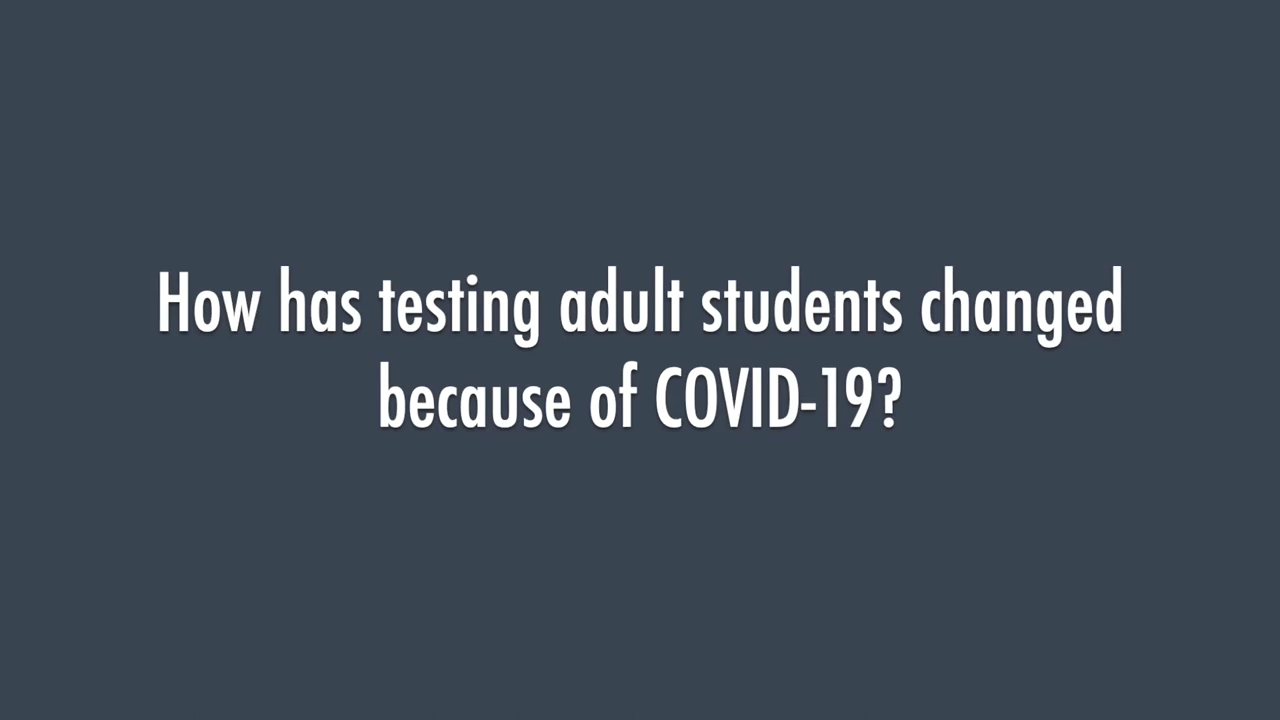 How has testing adult students changed
because of COVID-19?